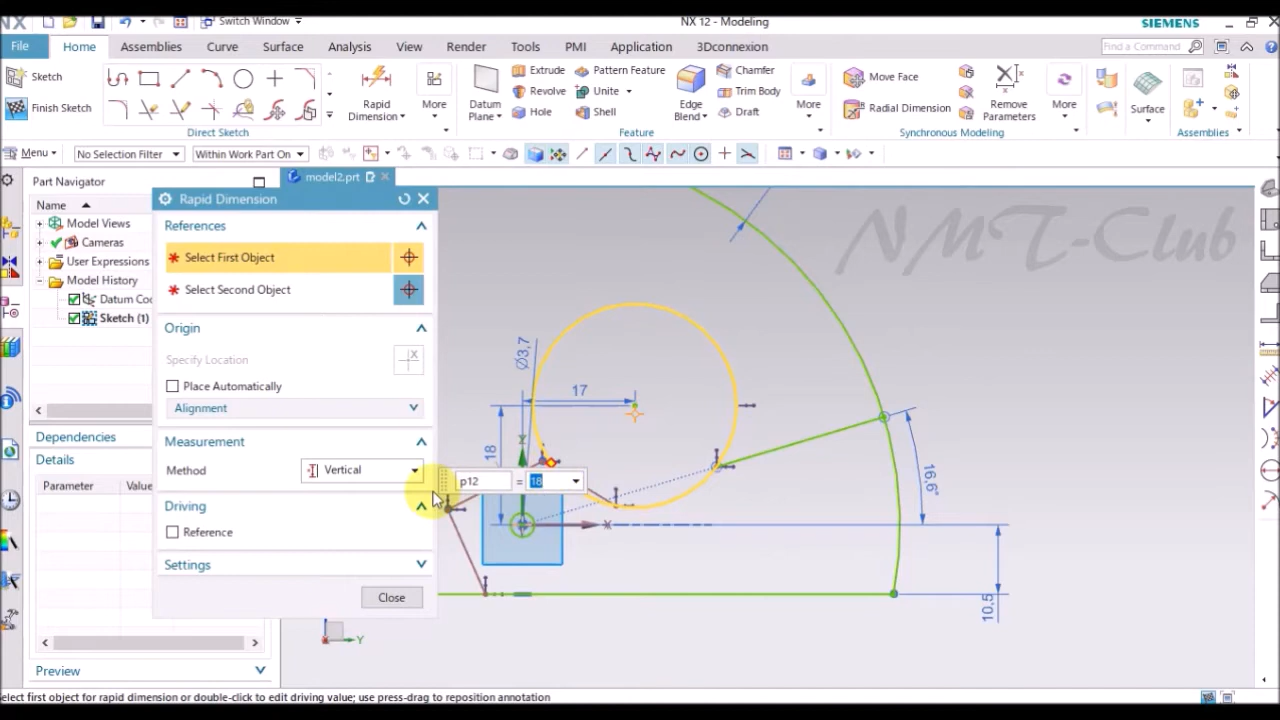 NX
Switch Window
NX 12 - Modeling
SIEMENS
File
Home
Assemblies
Curve
Surface
Analysis
View
Render
Tools
PMI
Application
3Dconnexion
Find a Command
Sketch
Finish Sketch
Direct Sketch
Rapid
Dimension
More
Datum
Plane
Extrude
Revolve
Hole
Pattern Feature
Unite
Shell
Edge
Blend
Chamfer
Trim Body
Draft
More
Feature
Move Face
Radial Dimension
Remove
Parameters
More
Synchronous Modeling
Surface
Assemblies
Menu
No Selection Filter
Within Work Part On
Part Navigator
Name
Model Views
Cameras
User Expressions
Model History
Datum Coo
Sketch (1)
Dependencies
Details
Parameter
Value
Preview
model2.prt
Rapid Dimension
References
* Select First Object
* Select Second Object
Origin
Specify Location
Place Automatically
Alignment
Measurement
Method
Vertical
Driving
Reference
Settings
Close
NMT-Club
Ø3,7
17
18
p12 = 18
16,6°
10,5
X
Z
Y
elect first object for rapid dimension or double-click to edit driving value; use press-drag to reposition annotation